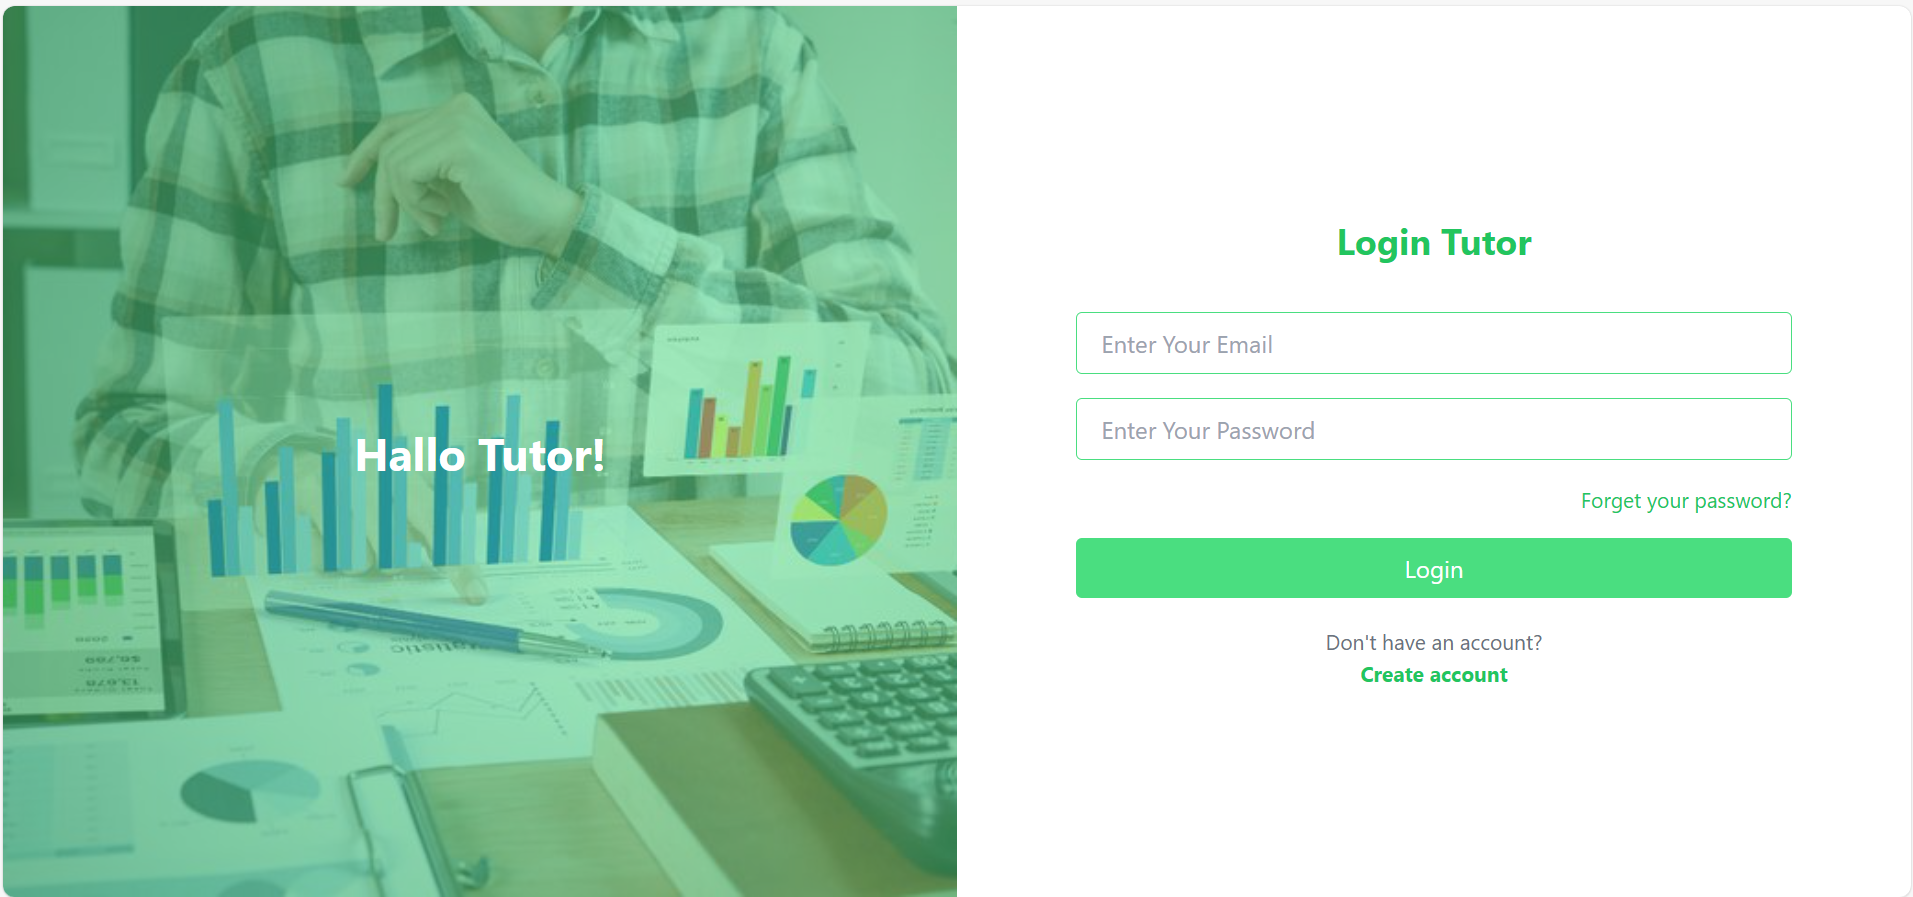 Hallo Tutor!
Login Tutor
Enter Your Email
Enter Your Password
Forget your password?
Login
Don't have an account?
Create account